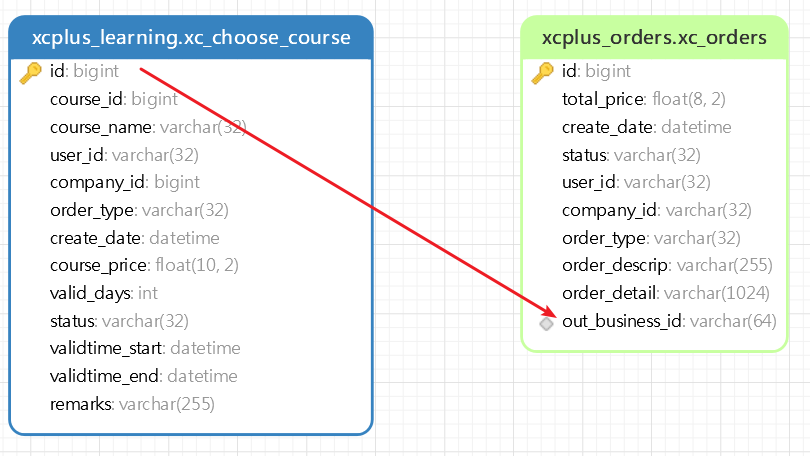 xcplus_learning.xc_choose_course
id: bigint
course_id: bigint
course_name: varchar(32)
user_id: varchar(32)
company_id: bigint
order_type: varchar(32)
create_date: datetime
course_price: float(10, 2)
valid_days: int
status: varchar(32)
validtime_start: datetime
validtime_end: datetime
remarks: varchar(255)
xcplus_orders.xc_orders
id: bigint
total_price: float(8, 2)
create_date: datetime
status: varchar(32)
user_id: varchar(32)
company_id: varchar(32)
order_type: varchar(32)
order_descrip: varchar(255)
order_detail: varchar(1024)
out_business_id: varchar(64)